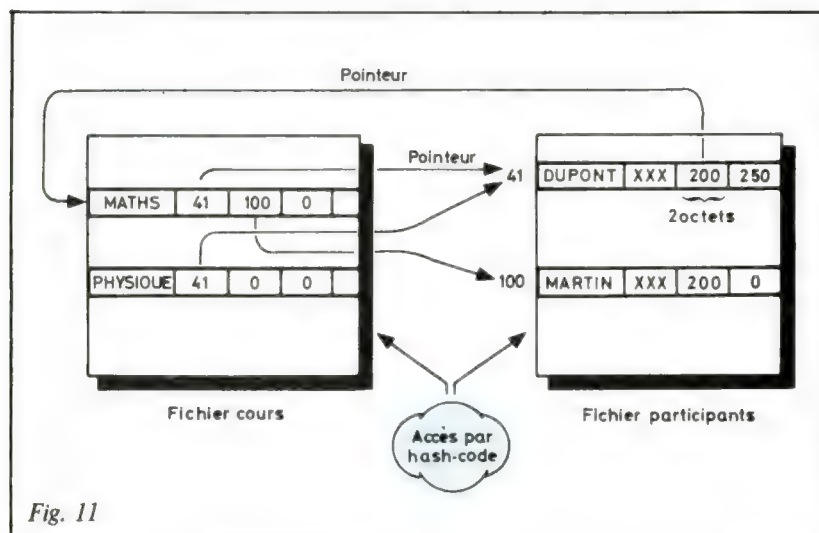 Pointeur
Pointeur
MATHS 41 100 0
PHYSIQUE 41 0 0
Fichier cours
41 DUPONT XXX 200 250
2octets
100 MARTIN XXX 200 0
Fichier participants
Accès par
hash-code
Fig. 11